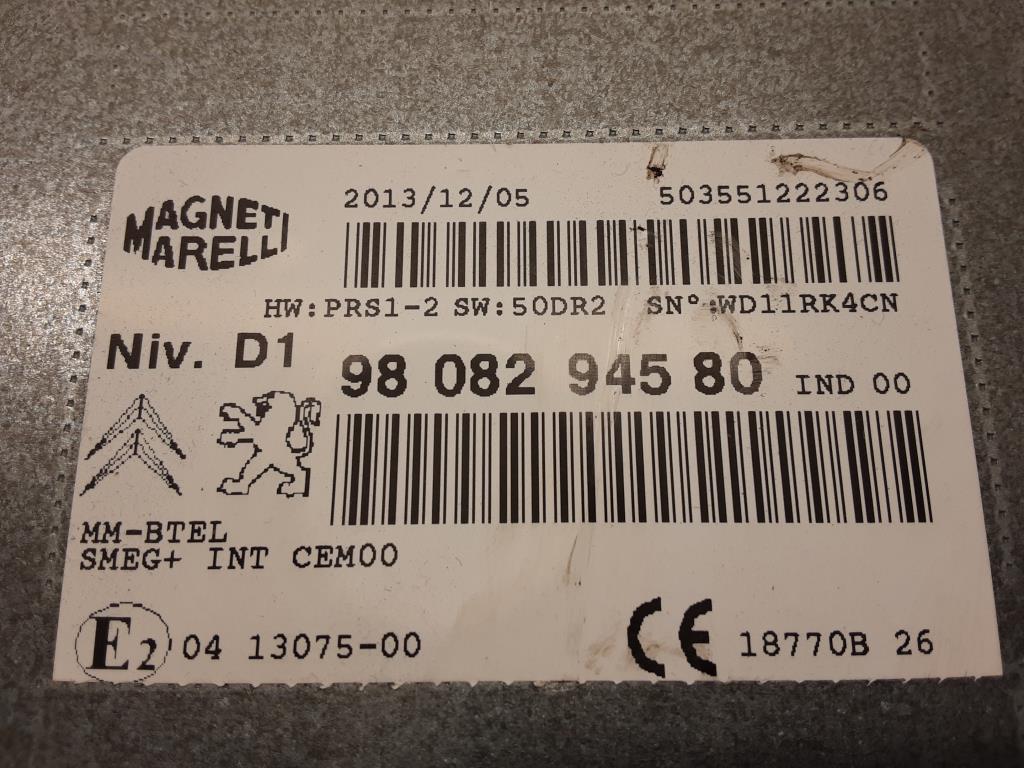 MAGNETI
MARELLI
2013/12/05 503551222306
HW:PRS1-2 SW:50DR2 SN°:WD11RK4CN
Niv. D1
98 082 945 80 IND 00
MM-BTEL
SMEG+ INT CEM00
E2 04 13075-00
CE 18770B 26